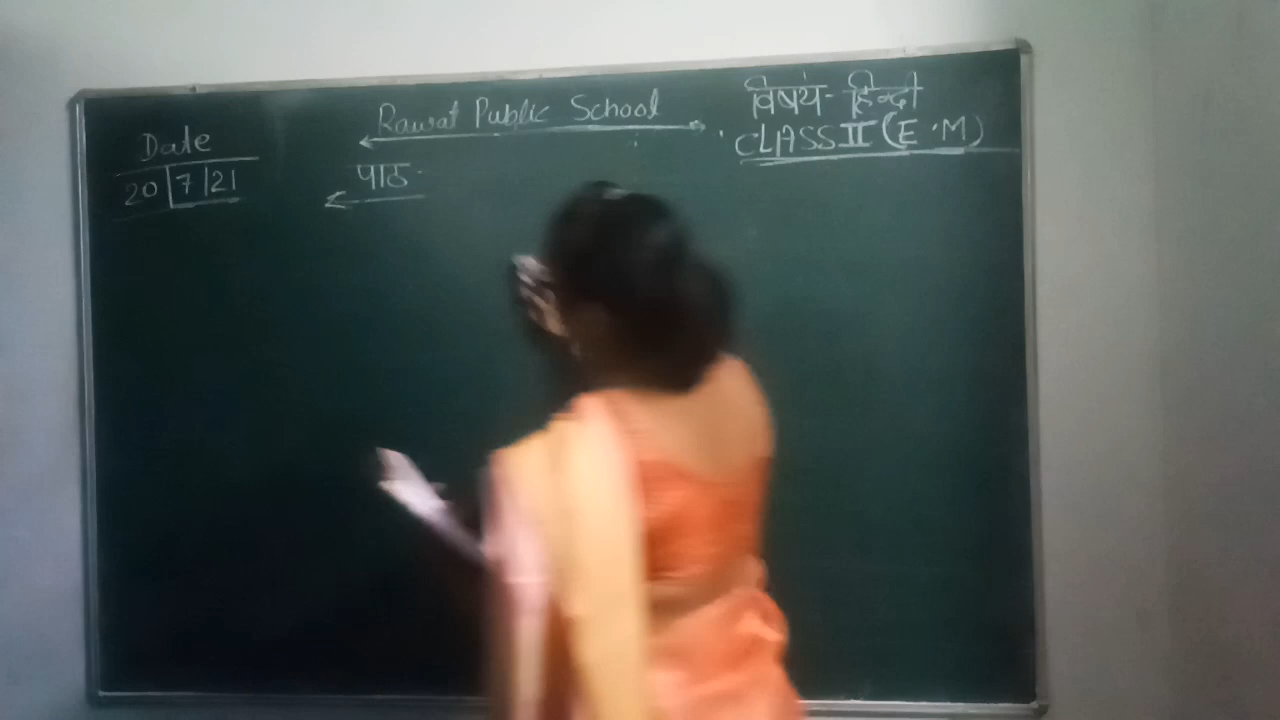 Rawat Public School
विषय- हिन्दी
CLASS II (E.M)
Date
20/7/21
पाठ-